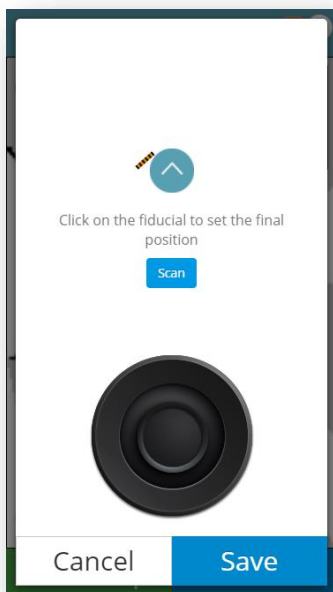 Click on the fiducial to set the final
position
Scan
Cancel
Save